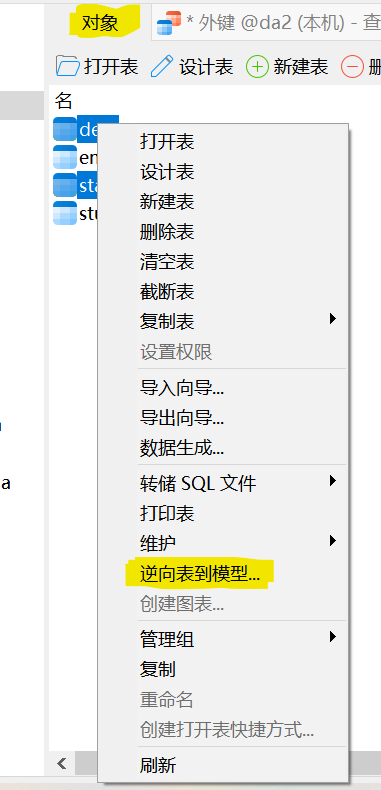 对象 * 外键 @da2 (本机) - 查
打开表 设计表 新建表
名
de
en
sta
stu
打开表
设计表
新建表
删除表
清空表
截断表
复制表
设置权限
导入向导...
导出向导...
数据生成...
转储 SQL 文件
打印表
维护
逆向表到模型...
创建图表...
管理组
复制
重命名
创建打开表快捷方式...
刷新
a